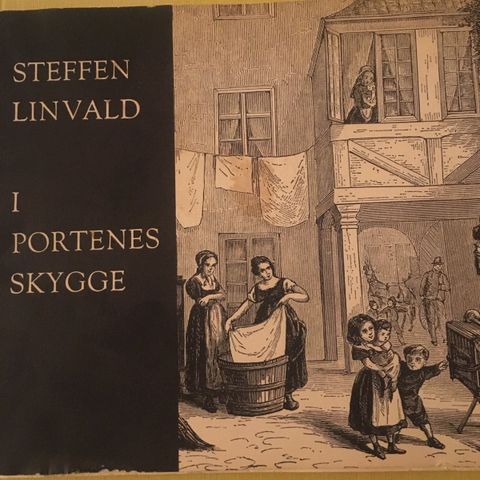 STEFFEN
LINVALD
I
PORTENES
SKYGGE